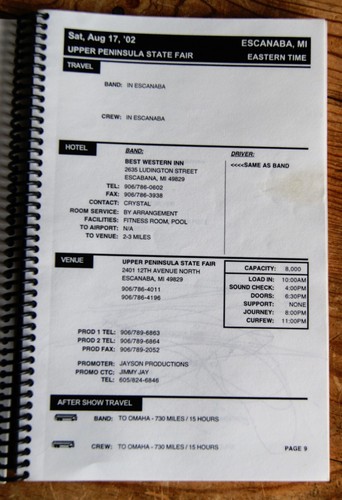 Sat, Aug 17, '02 ESCANABA, MI
UPPER PENINSULA STATE FAIR EASTERN TIME
TRAVEL
BAND: IN ESCANABA
CREW: IN ESCANABA
HOTEL BAND: DRIVER:
BEST WESTERN INN <<<<SAME AS BAND
2635 LUDINGTON STREET
ESCABANA, MI 49829
TEL: 906/786-0602
FAX: 906/786-3938
CONTACT: CRYSTAL
ROOM SERVICE: BY ARRANGEMENT
FACILITIES: FITNESS ROOM, POOL
TO AIRPORT: N/A
TO VENUE: 2-3 MILES
VENUE UPPER PENINSULA STATE FAIR
2401 12TH AVENUE NORTH
ESCANABA, MI 49829
906/786-4011
906/786-4196
CAPACITY: 8,000
LOAD IN: 10:00AM
SOUND CHECK: 4:00PM
DOORS: 6:30PM
SUPPORT: NONE
JOURNEY: 8:00PM
CURFEW: 11:00PM
PROD 1 TEL: 906/789-6863
PROD 2 TEL: 906/789-6864
PROD FAX: 906/789-2052
PROMOTER: JAYSON PRODUCTIONS
PROMO CTC: JIMMY JAY
TEL: 605/824-6846
AFTER SHOW TRAVEL
BAND: TO OMAHA - 730 MILES / 15 HOURS
CREW: TO OMAHA - 730 MILES / 15 HOURS
PAGE 9